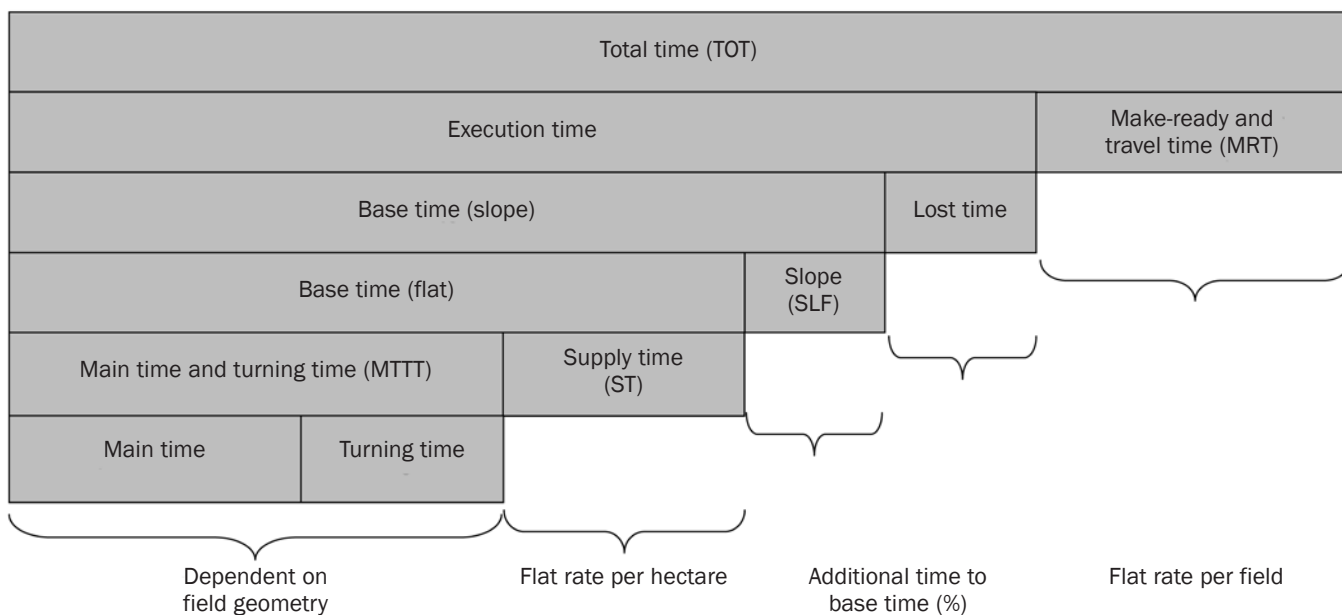 Total time (TOT)
Execution time
Make-ready and
travel time (MRT)
Base time (slope)
Lost time
Base time (flat)
Slope
(SLF)
Main time and turning time (MTTT)
Supply time
(ST)
Main time
Turning time
Dependent on
field geometry
Flat rate per hectare
Additional time to
base time (%)
Flat rate per field